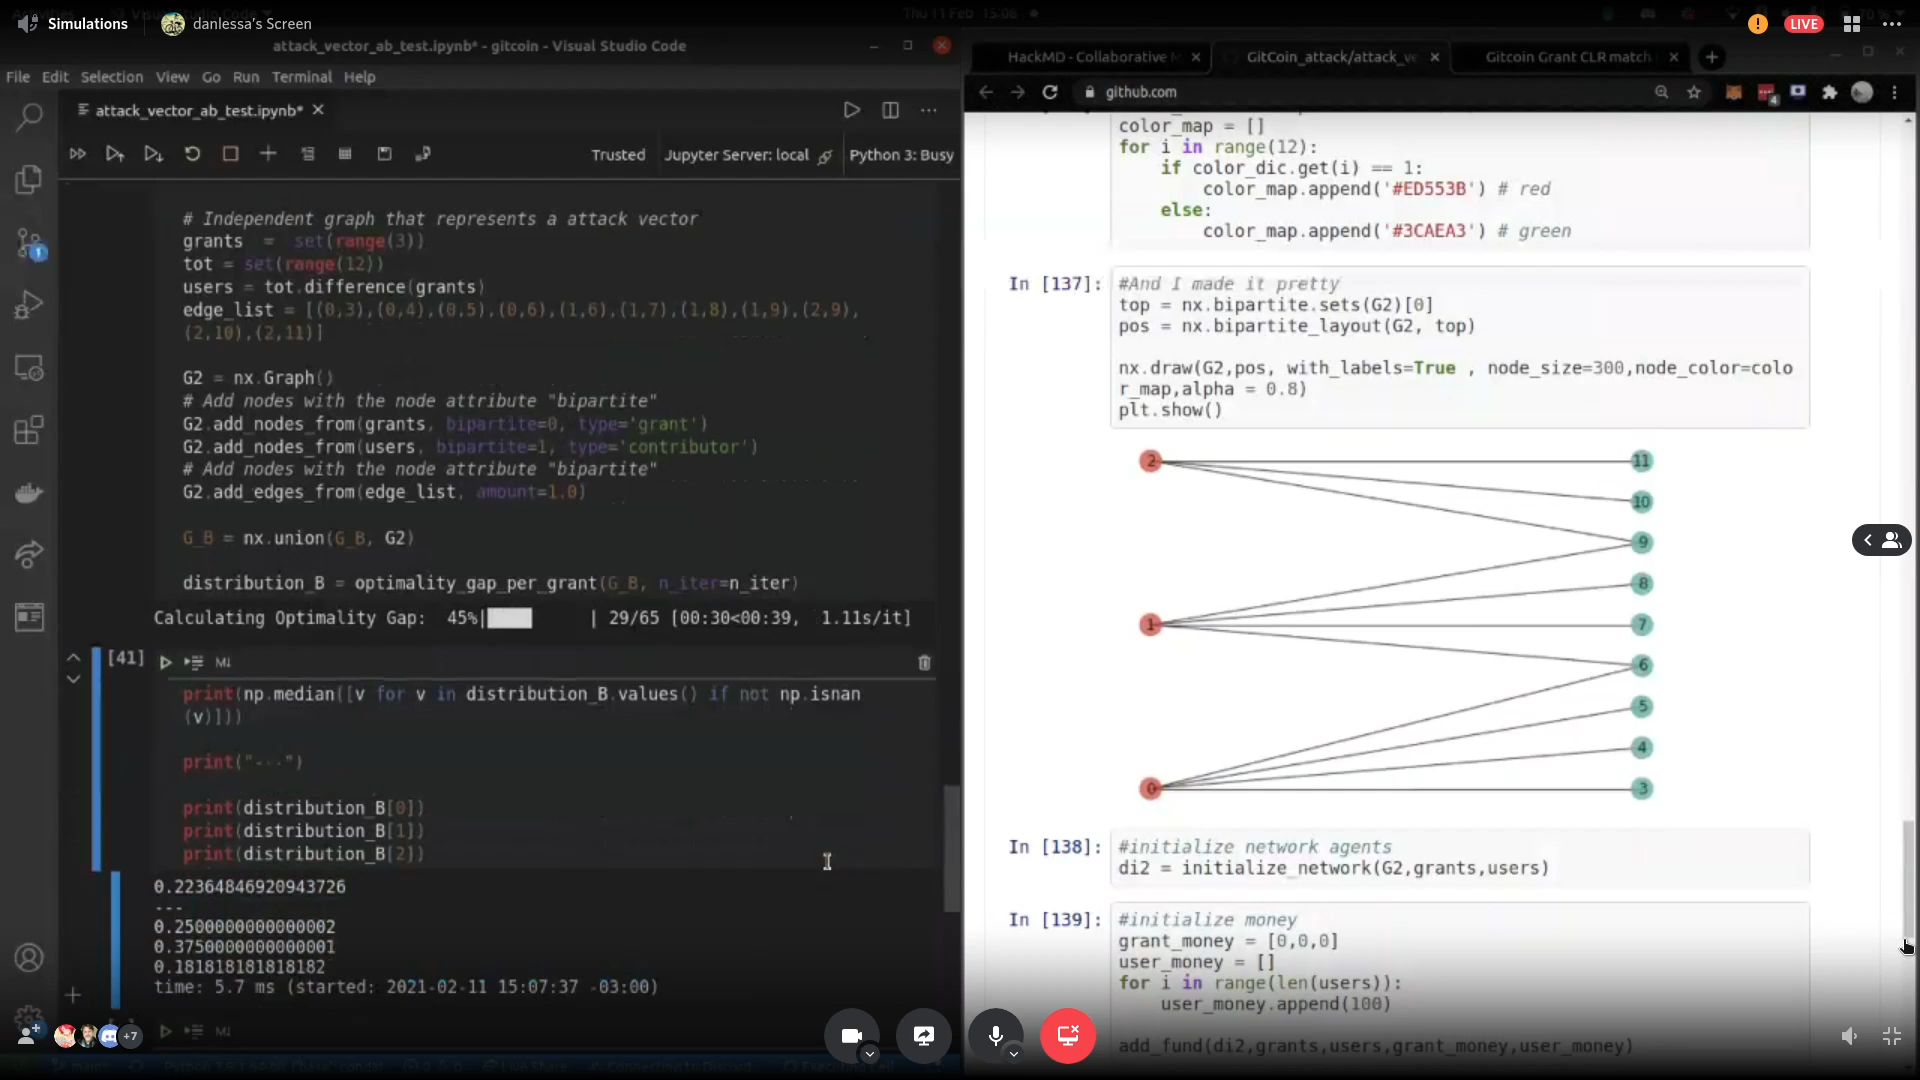 Simulations
danlessa's Screen
Thu 11 Feb 15:08
LIVE
attack_vector_ab_test.ipynb* - gitcoin - Visual Studio Code
File Edit Selection View Go Run Terminal Help
attack_vector_ab_test.ipynb*
Trusted Jupyter Server: local Python 3: Busy
1
# Independent graph that represents a attack vector
grants = set(range(3))
tot = set(range(12))
users = tot.difference(grants)
edge_list = [(0,3),(0,4),(0,5),(0,6),(1,6),(1,7),(1,8),(1,9),(2,9),
(2,10),(2,11)]
G2 = nx.Graph()
# Add nodes with the node attribute "bipartite"
G2.add_nodes_from(grants, bipartite=0, type='grant')
G2.add_nodes_from(users, bipartite=1, type='contributor')
# Add nodes with the node attribute "bipartite"
G2.add_edges_from(edge_list, amount=1.0)
G_B = nx.union(G_B, G2)
distribution_B = optimality_gap_per_grant(G_B, n_iter=n_iter)
Calculating Optimality Gap: 45%| | 29/65 [00:30<00:39, 1.11s/it]
[41]
M↓
print(np.median([v for v in distribution_B.values() if not np.isnan
(v)]))
print("---")
print(distribution_B[0])
print(distribution_B[1])
print(distribution_B[2])
0.22364846920943726
---
0.2500000000000002
0.3750000000000001
0.181818181818182
time: 5.7 ms (started: 2021-02-11 15:07:37 -03:00)
M↓
+7
HackMD - Collaborative
GitCoin_attack/attack_ve
Gitcoin Grant CLR match
github.com
4
color_map = []
for i in range(12):
if color_dic.get(i) == 1:
color_map.append('#ED553B') # red
else:
color_map.append('#3CAEA3') # green
In [137]:
#And I made it pretty
top = nx.bipartite.sets(G2)[0]
pos = nx.bipartite_layout(G2, top)
nx.draw(G2,pos, with_labels=True , node_size=300,node_color=colo
r_map,alpha = 0.8)
plt.show()
2
11
10
9
8
1
7
6
5
4
0
3
In [138]:
#initialize network agents
di2 = initialize_network(G2,grants,users)
In [139]:
#initialize money
grant_money = [0,0,0]
user_money = []
for i in range(len(users)):
user_money.append(100)
add_fund(di2,grants,users,grant_money,user_money)